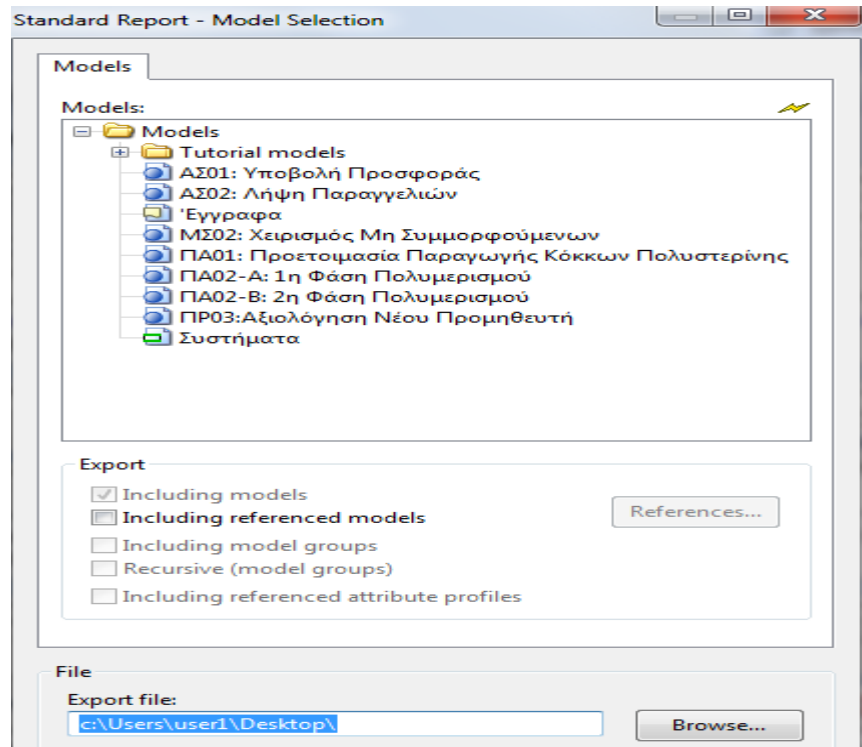 Standard Report - Model Selection
Models
Models:
Models
Tutorial models
ΑΣ01: Υποβολή Προσφοράς
ΑΣ02: Λήψη Παραγγελιών
Έγγραφα
ΜΣ02: Χειρισμός Μη Συμμορφούμενων
ΠΑ01: Προετοιμασία Παραγωγής Κόκκων Πολυστερίνης
ΠΑ02-Α: 1η Φάση Πολυμερισμού
ΠΑ02-Β: 2η Φάση Πολυμερισμού
ΠΡ03:Αξιολόγηση Νέου Προμηθευτή
Συστήματα
Export
Including models
Including referenced models References...
Including model groups
Recursive (model groups)
Including referenced attribute profiles
File
Export file:
c:\Users\user1\Desktop\ Browse...